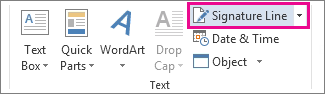 Text Box
Quick Parts
WordArt
Drop Cap
Signature Line
Date & Time
Object
Text